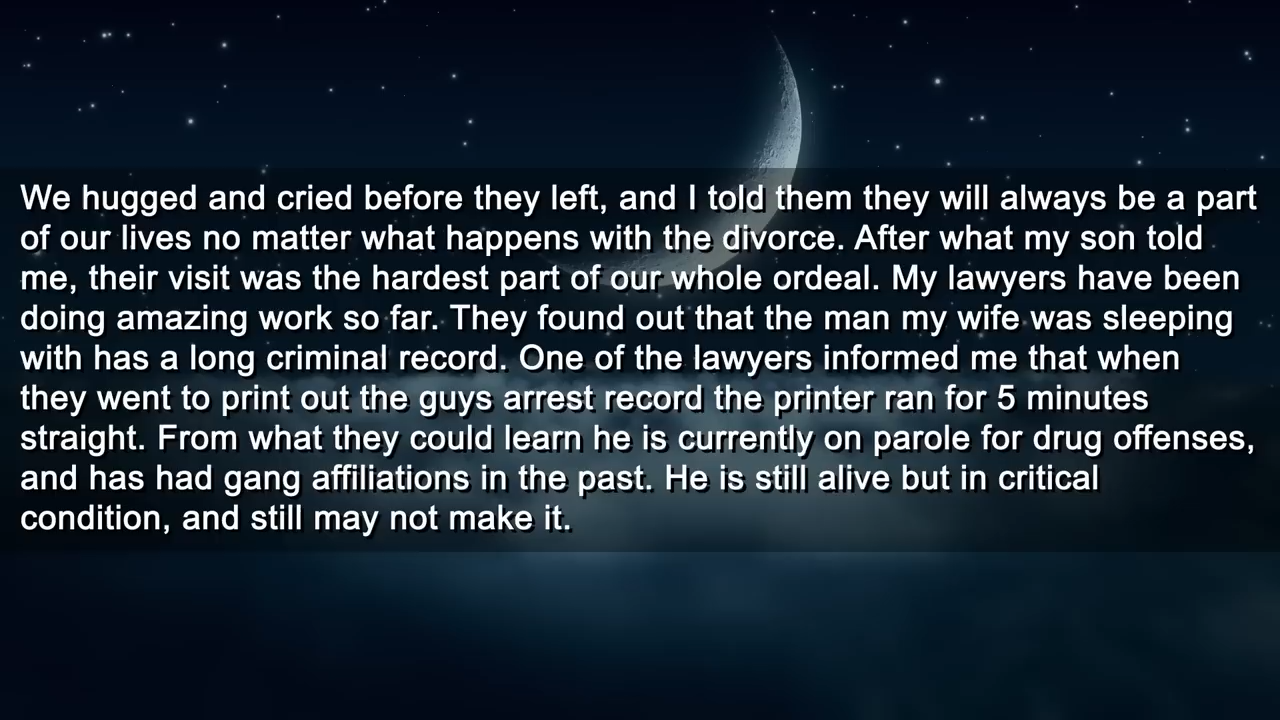 We hugged and cried before they left, and I told them they will always be a part
of our lives no matter what happens with the divorce. After what my son told
me, their visit was the hardest part of our whole ordeal. My lawyers have been
doing amazing work so far. They found out that the man my wife was sleeping
with has a long criminal record. One of the lawyers informed me that when
they went to print out the guys arrest record the printer ran for 5 minutes
straight. From what they could learn he is currently on parole for drug offenses,
and has had gang affiliations in the past. He is still alive but in critical
condition, and still may not make it.